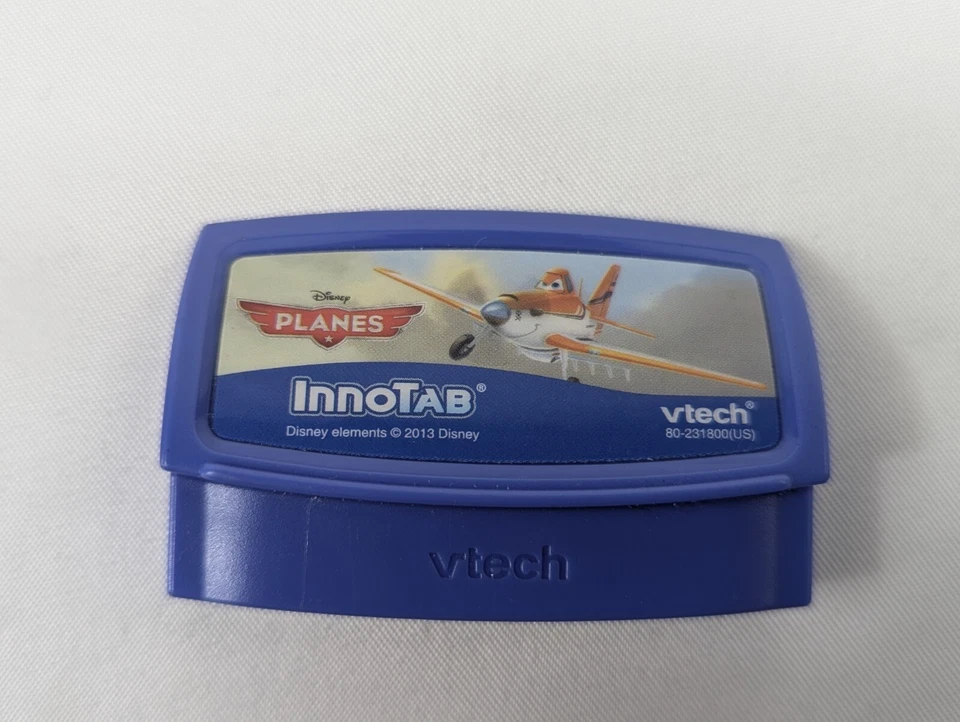 Disney
PLANES
InnoTAB®
Disney elements © 2013 Disney
vtech®
80-231800(US)
vtech